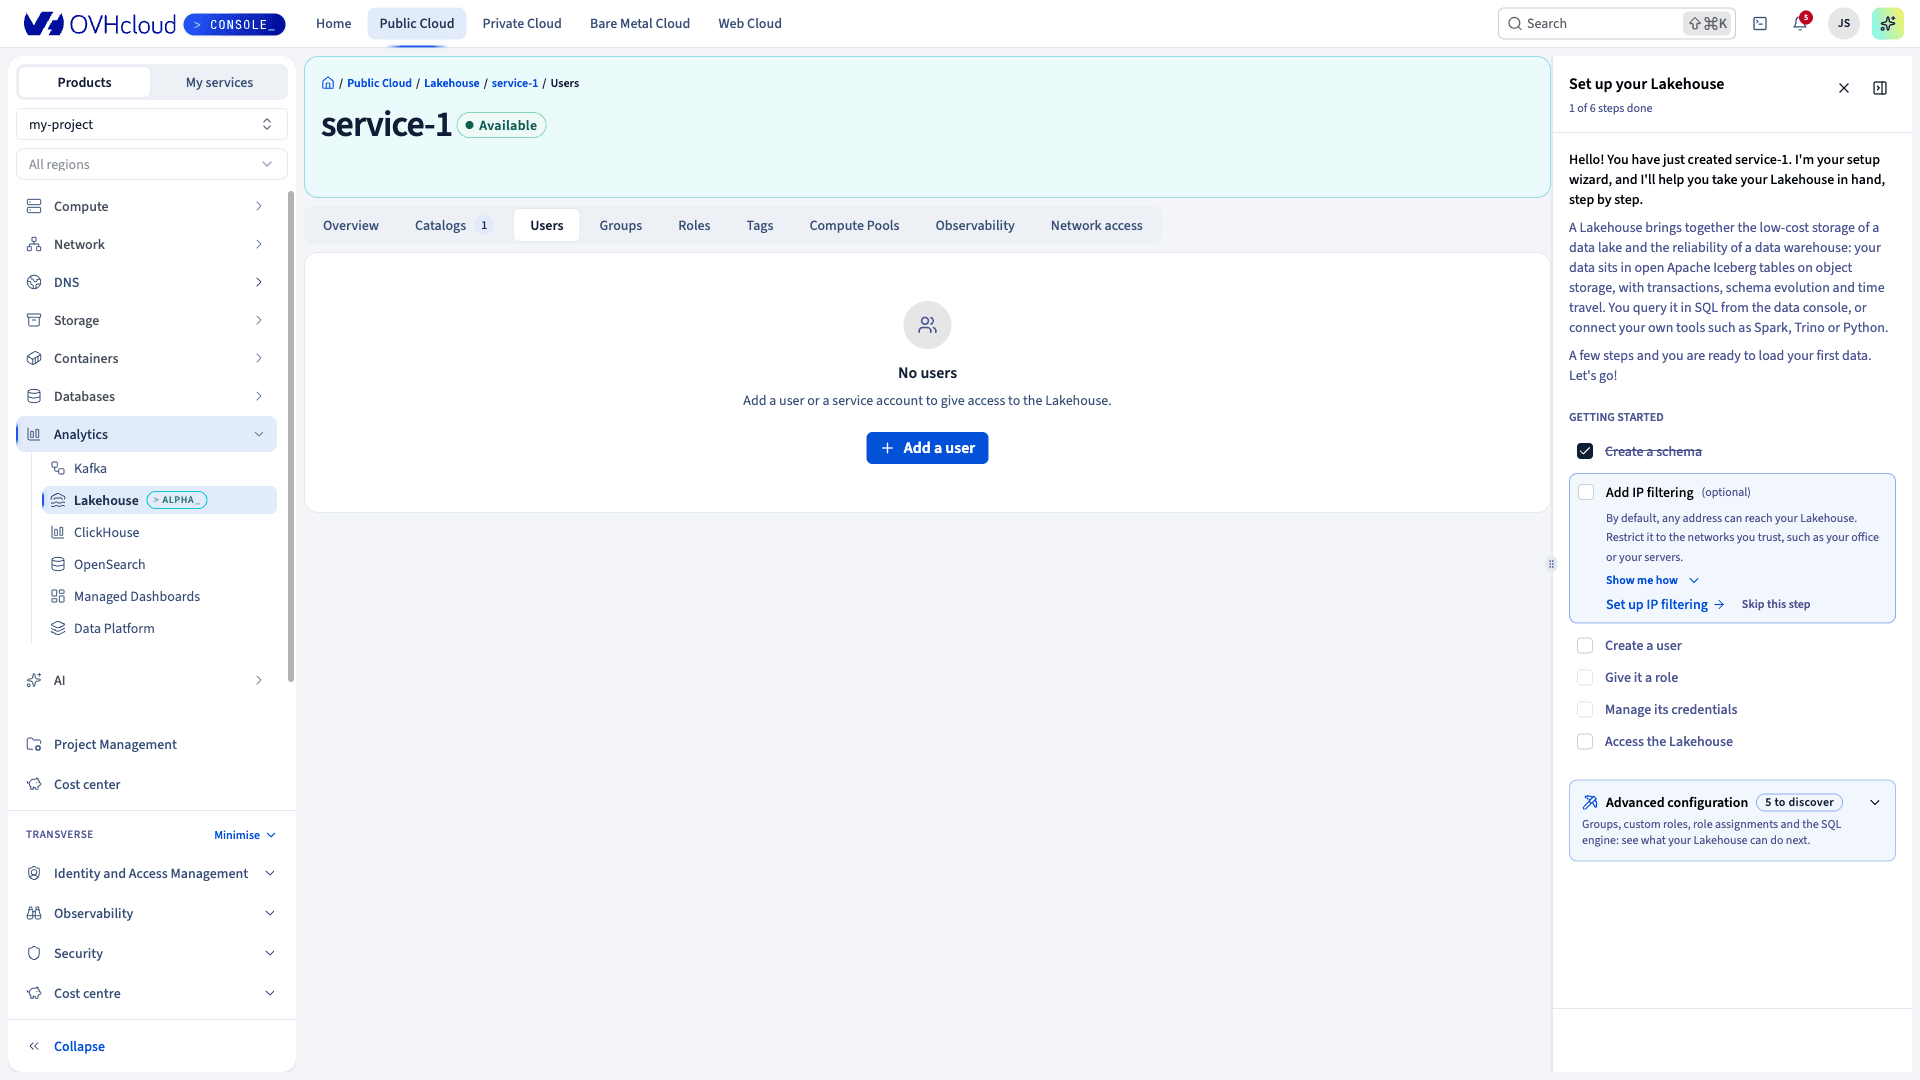 OVHcloud
> CONSOLE_
Home
Public Cloud
Private Cloud
Bare Metal Cloud
Web Cloud
Search
⇧⌘K
5
JS
Products
My services
my-project
All regions
Compute
Network
DNS
Storage
Containers
Databases
Analytics
Kafka
Lakehouse
> ALPHA_
ClickHouse
OpenSearch
Managed Dashboards
Data Platform
AI
Project Management
Cost center
TRANSVERSE
Minimise
Identity and Access Management
Observability
Security
Cost centre
Collapse
/ Public Cloud / Lakehouse / service-1 / Users
service-1
Available
Overview
Catalogs 1
Users
Groups
Roles
Tags
Compute Pools
Observability
Network access
No users
Add a user or a service account to give access to the Lakehouse.
Add a user
Set up your Lakehouse
1 of 6 steps done
Hello! You have just created service-1. I'm your setup
wizard, and I'll help you take your Lakehouse in hand,
step by step.
A Lakehouse brings together the low-cost storage of a
data lake and the reliability of a data warehouse: your
data sits in open Apache Iceberg tables on object
storage, with transactions, schema evolution and time
travel. You query it in SQL from the data console, or
connect your own tools such as Spark, Trino or Python.
A few steps and you are ready to load your first data.
Let's go!
GETTING STARTED
Create a schema
Add IP filtering (optional)
By default, any address can reach your Lakehouse.
Restrict it to the networks you trust, such as your office
or your servers.
Show me how
Set up IP filtering
Skip this step
Create a user
Give it a role
Manage its credentials
Access the Lakehouse
Advanced configuration
5 to discover
Groups, custom roles, role assignments and the SQL
engine: see what your Lakehouse can do next.